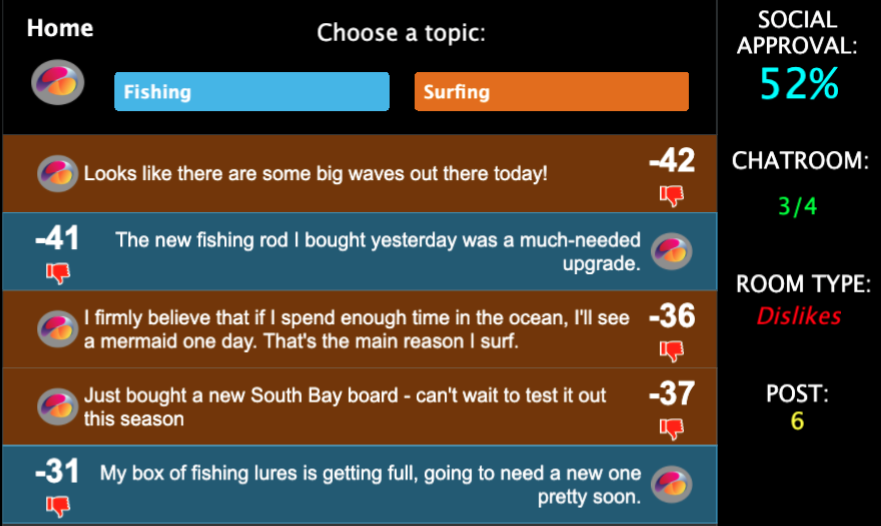 Home
Choose a topic:
Fishing
Surfing
Looks like there are some big waves out there today!
-42
-41
The new fishing rod I bought yesterday was a much-needed
upgrade.
I firmly believe that if I spend enough time in the ocean, I'll see
a mermaid one day. That's the main reason I surf.
-36
Just bought a new South Bay board - can't wait to test it out
this season
-37
-31
My box of fishing lures is getting full, going to need a new one
pretty soon.
SOCIAL
APPROVAL:
52%
CHATROOM:
3/4
ROOM TYPE:
Dislikes
POST:
6